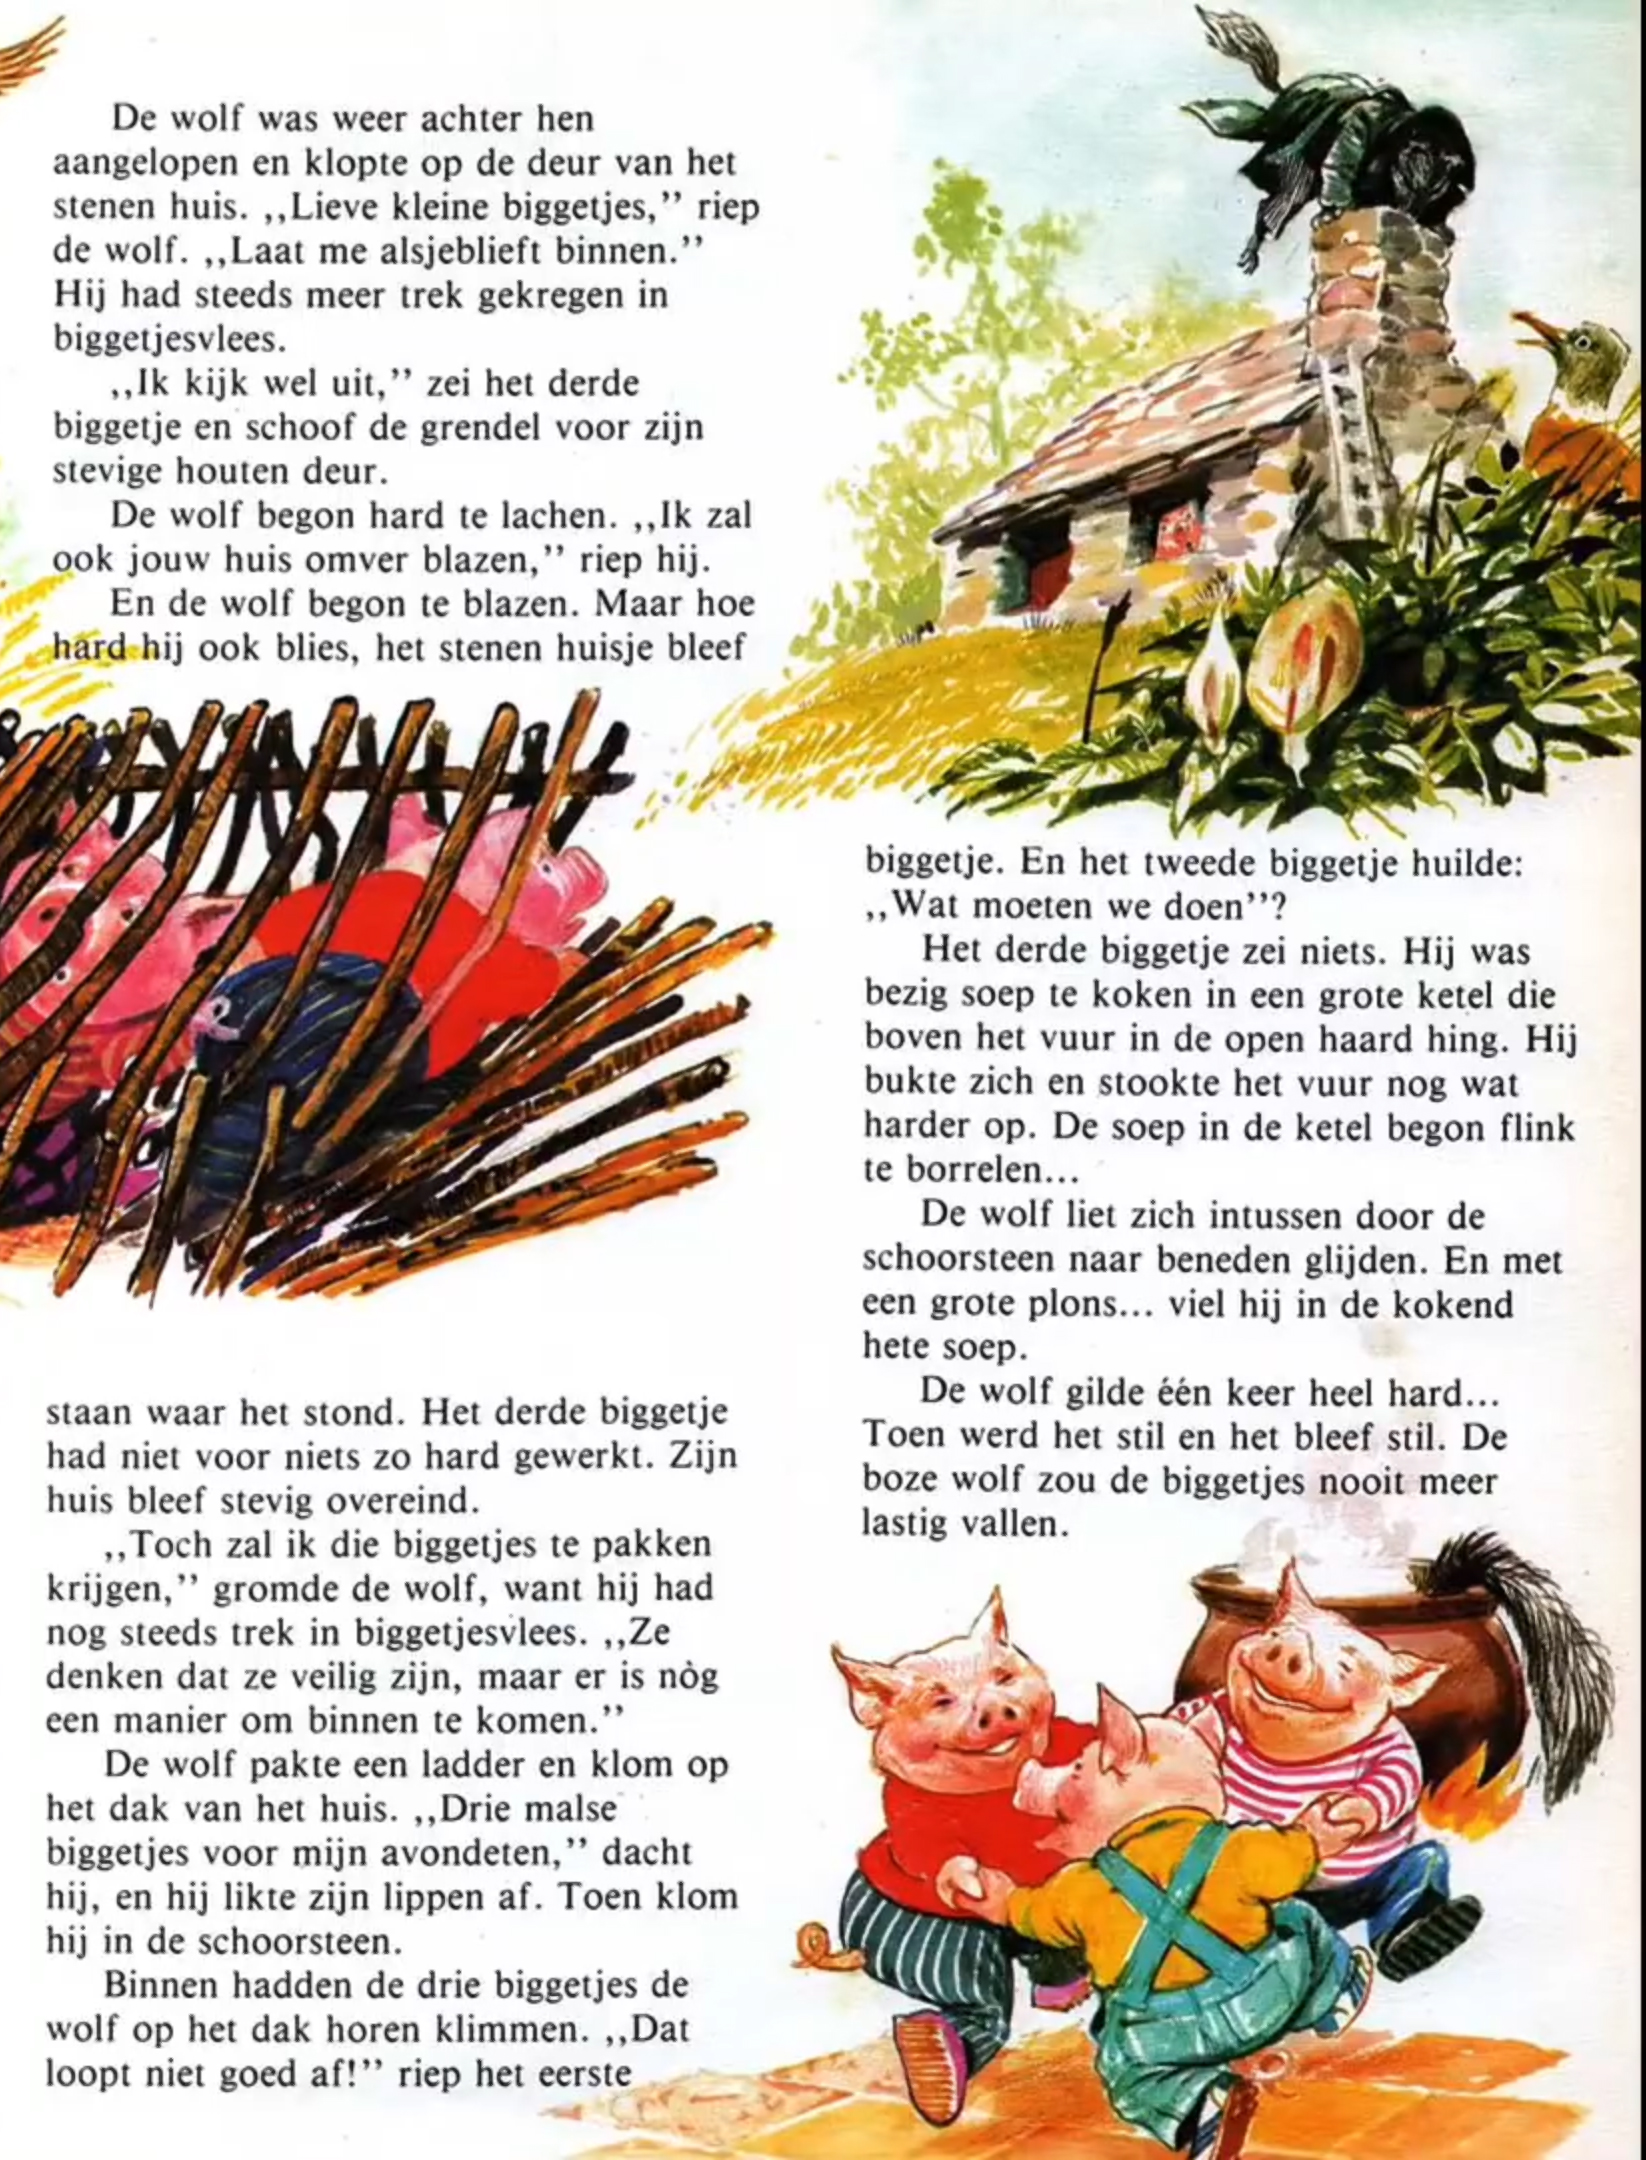 De wolf was weer achter hen
aangelopen en klopte op de deur van het
stenen huis. ,,Lieve kleine biggetjes,’’ riep
de wolf. ,,Laat me alsjeblieft binnen.’’
Hij had steeds meer trek gekregen in
biggetjesvlees.
,,Ik kijk wel uit,’’ zei het derde
biggetje en schoof de grendel voor zijn
stevige houten deur.
De wolf begon hard te lachen. ,,Ik zal
ook jouw huis omver blazen,’’ riep hij.
En de wolf begon te blazen. Maar hoe
hard hij ook blies, het stenen huisje bleef
staan waar het stond. Het derde biggetje
had niet voor niets zo hard gewerkt. Zijn
huis bleef stevig overeind.
,,Toch zal ik die biggetjes te pakken
krijgen,’’ gromde de wolf, want hij had
nog steeds trek in biggetjesvlees. ,,Ze
denken dat ze veilig zijn, maar er is nòg
een manier om binnen te komen.’’
De wolf pakte een ladder en klom op
het dak van het huis. ,,Drie malse
biggetjes voor mijn avondeten,’’ dacht
hij, en hij likte zijn lippen af. Toen klom
hij in de schoorsteen.
Binnen hadden de drie biggetjes de
wolf op het dak horen klimmen. ,,Dat
loopt niet goed af!’’ riep het eerste
biggetje. En het tweede biggetje huilde:
,,Wat moeten we doen’’?
Het derde biggetje zei niets. Hij was
bezig soep te koken in een grote ketel die
boven het vuur in de open haard hing. Hij
bukte zich en stookte het vuur nog wat
harder op. De soep in de ketel begon flink
te borrelen...
De wolf liet zich intussen door de
schoorsteen naar beneden glijden. En met
een grote plons... viel hij in de kokend
hete soep.
De wolf gilde één keer heel hard...
Toen werd het stil en het bleef stil. De
boze wolf zou de biggetjes nooit meer
lastig vallen.